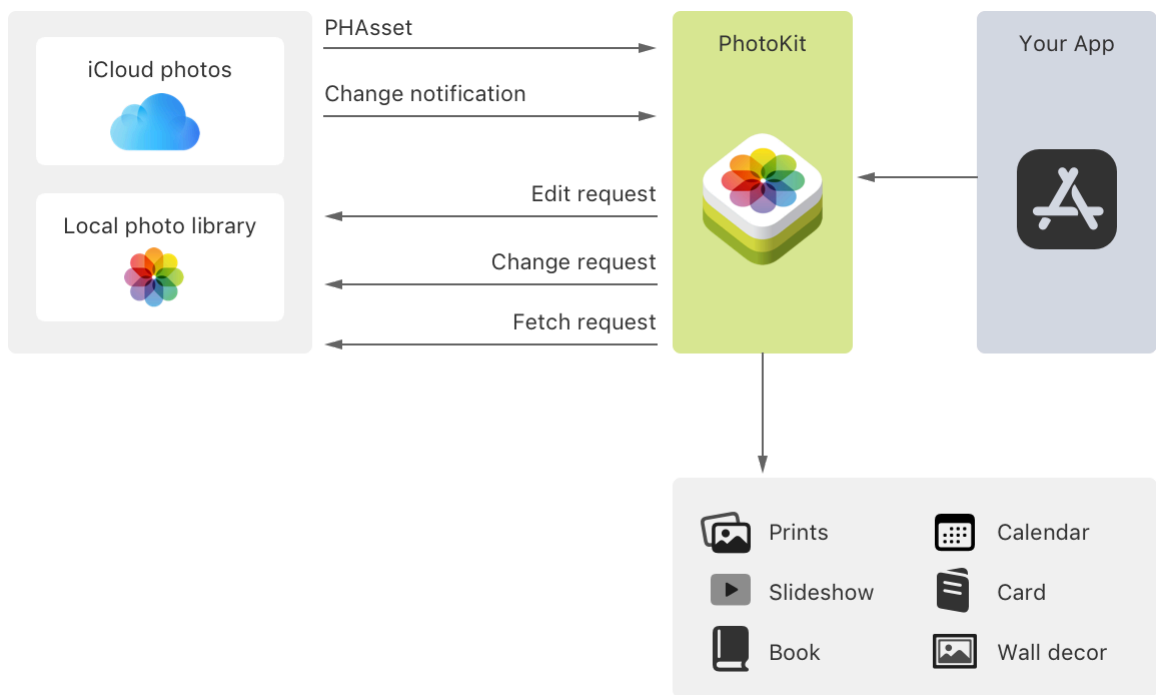 iCloud photos
Local photo library
PHAsset
Change notification
Edit request
Change request
Fetch request
PhotoKit
Your App
Prints
Slideshow
Book
Calendar
Card
Wall decor